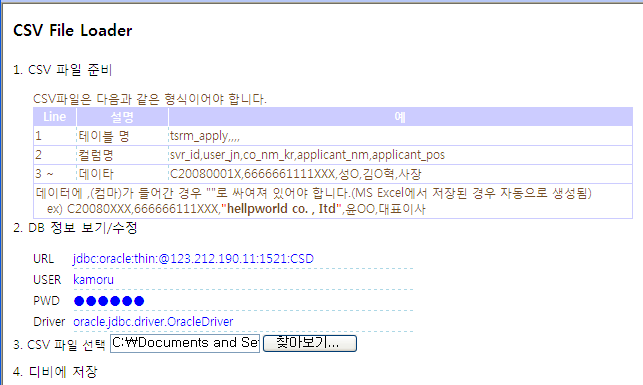 CSV File Loader
1. CSV 파일 준비
CSV파일은 다음과 같은 형식이어야 합니다.
Line 설명 예
1 테이블 명 tsrm_apply,,,,
2 컬럼명 svr_id,user_jn,co_nm_kr,applicant_nm,applicant_pos
3 ~ 데이타 C20080001X,6666661111XXX,성O,김O혁,사장
데이터에 ,(컴마)가 들어간 경우 ""로 싸여져 있어야 합니다.(MS Excel에서 저장된 경우 자동으로 생성됨)
ex) C20080XXX,666666111XXX,"hellpworld co. , ltd",윤OO,대표이사
2. DB 정보 보기/수정
URL jdbc:oracle:thin:@123.212.190.11:1521:CSD
USER kamoru
PWD ●●●●●●
Driver oracle.jdbc.driver.OracleDriver
3. CSV 파일 선택 C:\Documents and Se 찾아보기...
4. 디비에 저장